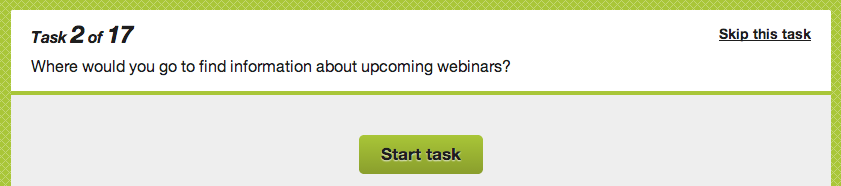 Task 2 of 17
Skip this task
Where would you go to find information about upcoming webinars?
Start task